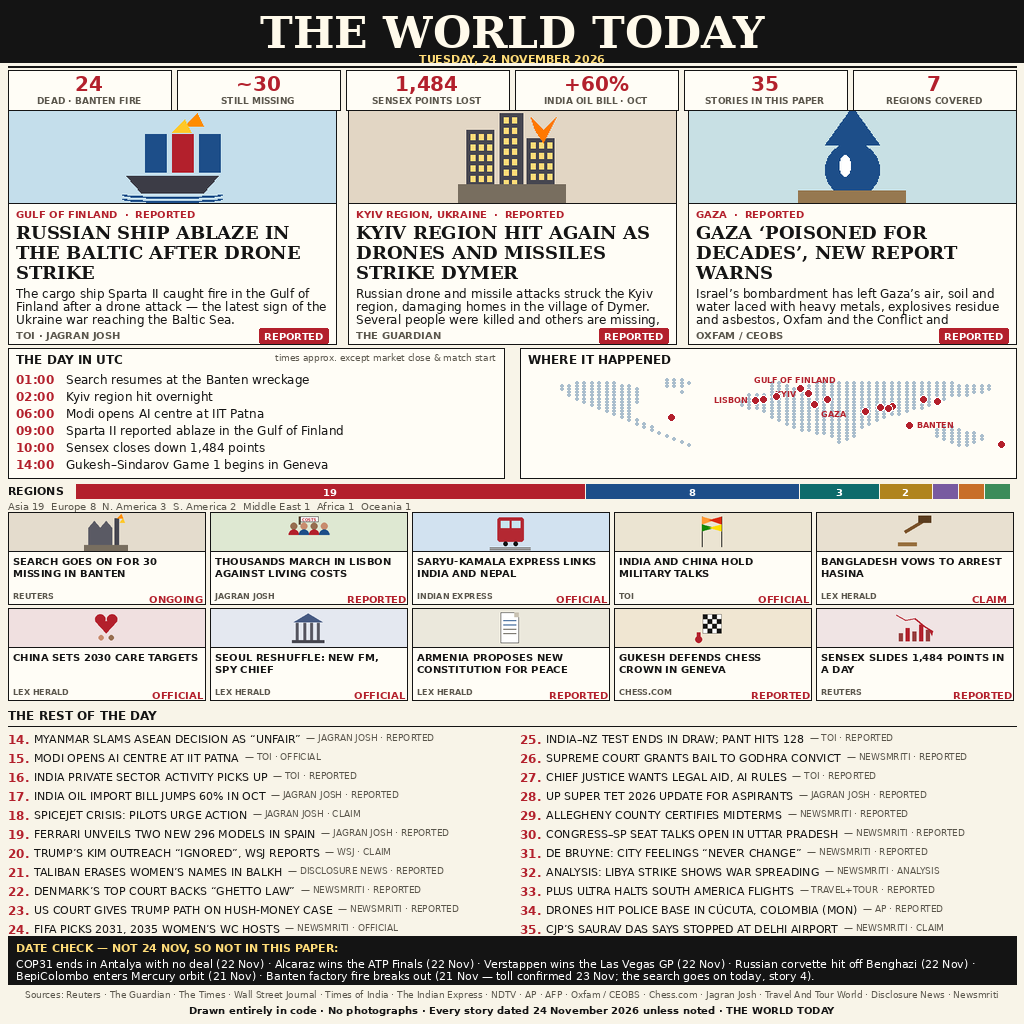 THE WORLD TODAY
TUESDAY, 24 NOVEMBER 2026
24
DEAD · BANTEN FIRE
~30
STILL MISSING
1,484
SENSEX POINTS LOST
+60%
INDIA OIL BILL · OCT
35
STORIES IN THIS PAPER
7
REGIONS COVERED
GULF OF FINLAND · REPORTED
RUSSIAN SHIP ABLAZE IN
THE BALTIC AFTER DRONE
STRIKE
The cargo ship Sparta II caught fire in the Gulf of
Finland after a drone attack — the latest sign of the
Ukraine war reaching the Baltic Sea.
TOI · JAGRAN JOSH
REPORTED
KYIV REGION, UKRAINE · REPORTED
KYIV REGION HIT AGAIN AS
DRONES AND MISSILES
STRIKE DYMER
Russian drone and missile attacks struck the Kyiv
region, damaging homes in the village of Dymer.
Several people were killed and others are missing,
THE GUARDIAN
REPORTED
GAZA · REPORTED
GAZA ‘POISONED FOR
DECADES’, NEW REPORT
WARNS
Israel’s bombardment has left Gaza’s air, soil and
water laced with heavy metals, explosives residue
and asbestos, Oxfam and the Conflict and
OXFAM / CEOBS
REPORTED
THE DAY IN UTC
times approx. except market close & match start
01:00 Search resumes at the Banten wreckage
02:00 Kyiv region hit overnight
06:00 Modi opens AI centre at IIT Patna
09:00 Sparta II reported ablaze in the Gulf of Finland
10:00 Sensex closes down 1,484 points
14:00 Gukesh–Sindarov Game 1 begins in Geneva
WHERE IT HAPPENED
GULF OF FINLAND
LISBON
GAZA
BANTEN
REGIONS
19
8
3
2
Asia 19 Europe 8 N. America 3 S. America 2 Middle East 1 Africa 1 Oceania 1
COSTS
SEARCH GOES ON FOR 30
MISSING IN BANTEN
REUTERS
ONGOING
THOUSANDS MARCH IN LISBON
AGAINST LIVING COSTS
JAGRAN JOSH
REPORTED
SARYU-KAMALA EXPRESS LINKS
INDIA AND NEPAL
INDIAN EXPRESS
OFFICIAL
INDIA AND CHINA HOLD
MILITARY TALKS
TOI
OFFICIAL
BANGLADESH VOWS TO ARREST
HASINA
LEX HERALD
CLAIM
CHINA SETS 2030 CARE TARGETS
LEX HERALD
OFFICIAL
SEOUL RESHUFFLE: NEW FM,
SPY CHIEF
LEX HERALD
OFFICIAL
ARMENIA PROPOSES NEW
CONSTITUTION FOR PEACE
LEX HERALD
REPORTED
GUKESH DEFENDS CHESS
CROWN IN GENEVA
CHESS.COM
REPORTED
SENSEX SLIDES 1,484 POINTS IN
A DAY
REUTERS
REPORTED
THE REST OF THE DAY
14. MYANMAR SLAMS ASEAN DECISION AS “UNFAIR” — JAGRAN JOSH · REPORTED
15. MODI OPENS AI CENTRE AT IIT PATNA — TOI · OFFICIAL
16. INDIA PRIVATE SECTOR ACTIVITY PICKS UP — TOI · REPORTED
17. INDIA OIL IMPORT BILL JUMPS 60% IN OCT — JAGRAN JOSH · REPORTED
18. SPICEJET CRISIS: PILOTS URGE ACTION — JAGRAN JOSH · CLAIM
19. FERRARI UNVEILS TWO NEW 296 MODELS IN SPAIN — JAGRAN JOSH · REPORTED
20. TRUMP’S KIM OUTREACH “IGNORED”, WSJ REPORTS — WSJ · CLAIM
21. TALIBAN ERASES WOMEN’S NAMES IN BALKH — DISCLOSURE NEWS · REPORTED
22. DENMARK’S TOP COURT BACKS “GHETTO LAW” — NEWSMRITI · REPORTED
23. US COURT GIVES TRUMP PATH ON HUSH-MONEY CASE — NEWSMRITI · REPORTED
24. FIFA PICKS 2031, 2035 WOMEN’S WC HOSTS — NEWSMRITI · OFFICIAL
25. INDIA–NZ TEST ENDS IN DRAW; PANT HITS 128 — TOI · REPORTED
26. SUPREME COURT GRANTS BAIL TO GODHRA CONVICT — NEWSMRITI · REPORTED
27. CHIEF JUSTICE WANTS LEGAL AID, AI RULES — TOI · REPORTED
28. UP SUPER TET 2026 UPDATE FOR ASPIRANTS — JAGRAN JOSH · REPORTED
29. ALLEGHENY COUNTY CERTIFIES MIDTERMS — NEWSMRITI · REPORTED
30. CONGRESS–SP SEAT TALKS OPEN IN UTTAR PRADESH — NEWSMRITI · REPORTED
31. DE BRUYNE: CITY FEELINGS “NEVER CHANGE” — NEWSMRITI · REPORTED
32. ANALYSIS: LIBYA STRIKE SHOWS WAR SPREADING — NEWSMRITI · ANALYSIS
33. PLUS ULTRA HALTS SOUTH AMERICA FLIGHTS — TRAVEL+TOUR · REPORTED
34. DRONES HIT POLICE BASE IN CÚCUTA, COLOMBIA (MON) — AP · REPORTED
35. CJP’S SAURAV DAS SAYS STOPPED AT DELHI AIRPORT — NEWSMRITI · CLAIM
DATE CHECK — NOT 24 NOV, SO NOT IN THIS PAPER:
COP31 ends in Antalya with no deal (22 Nov) · Alcaraz wins the ATP Finals (22 Nov) · Verstappen wins the Las Vegas GP (22 Nov) · Russian corvette hit off Benghazi (22 Nov) ·
BepiColombo enters Mercury orbit (21 Nov) · Banten factory fire breaks out (21 Nov — toll confirmed 23 Nov; the search goes on today, story 4).
Sources: Reuters · The Guardian · The Times · Wall Street Journal · Times of India · The Indian Express · NDTV · AP · AFP · Oxfam / CEOBS · Chess.com · Jagran Josh · Travel And Tour World · Disclosure News · Newsmriti
Drawn entirely in code · No photographs · Every story dated 24 November 2026 unless noted · THE WORLD TODAY